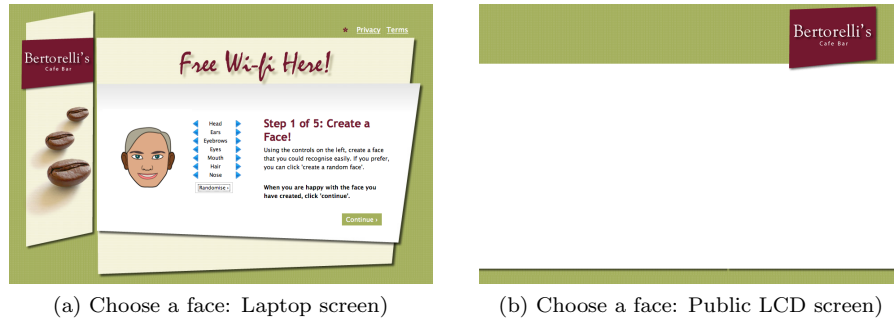 * Privacy Terms
Bertorelli's
Cafe Bar
Free Wi-fi Here!
Head
Ears
Eyebrows
Eyes
Mouth
Hair
Nose
Randomise ›
Step 1 of 5: Create a
Face!
Using the controls on the left, create a face
that you could recognise easily. If you prefer,
you can click 'create a random face'.
When you are happy with the face you
have created, click 'continue'.
Continue ›
(a) Choose a face: Laptop screen)
Bertorelli's
Cafe Bar
(b) Choose a face: Public LCD screen)